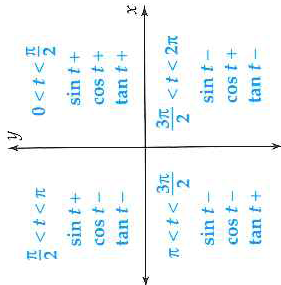 y
π/2 < t < π
sin t +
cos t −
tan t −
0 < t < π/2
sin t +
cos t +
tan t +
x
π < t < 3π/2
sin t −
cos t −
tan t +
3π/2 < t < 2π
sin t −
cos t +
tan t −